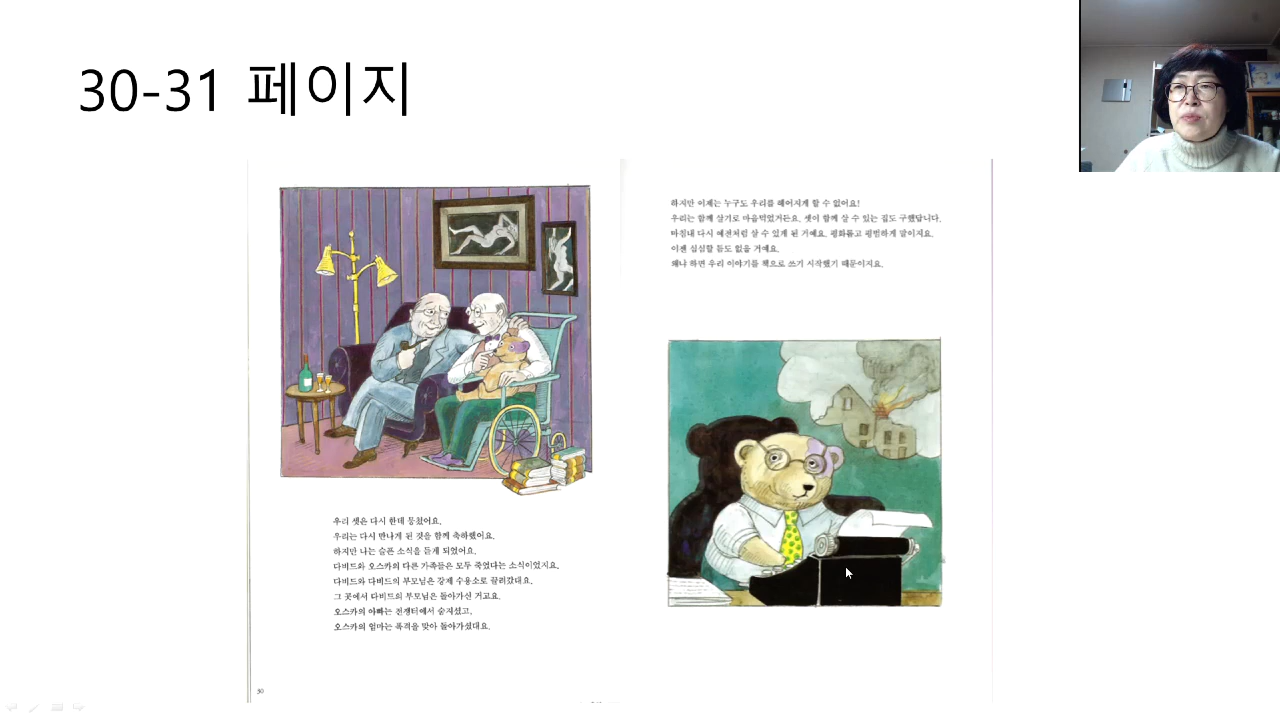 30-31 페이지
하지만 이제는 누구도 우리를 헤어지게 할 수 없어요!
우리는 함께 살기로 마음먹었거든요. 셋이 함께 살 수 있는 집도 구했답니다.
마침내 다시 예전처럼 살 수 있게 된 거예요. 평화롭고 평범하게 말이지요.
이젠 심심할 틈도 없을 거예요.
왜냐 하면 우리 이야기를 책으로 쓰기 시작했기 때문이지요.
우리 셋은 다시 한데 뭉쳤어요.
우리는 다시 만나게 된 것을 함께 축하했어요.
하지만 나는 슬픈 소식을 듣게 되었어요.
다비드와 오스카의 다른 가족들은 모두 죽었다는 소식이었지요.
다비드와 다비드의 부모님은 강제 수용소로 끌려갔대요.
그 곳에서 다비드의 부모님은 돌아가신 거고요.
오스카의 아빠는 전쟁터에서 숨지셨고,
오스카의 엄마는 폭격을 맞아 돌아가셨대요.
30